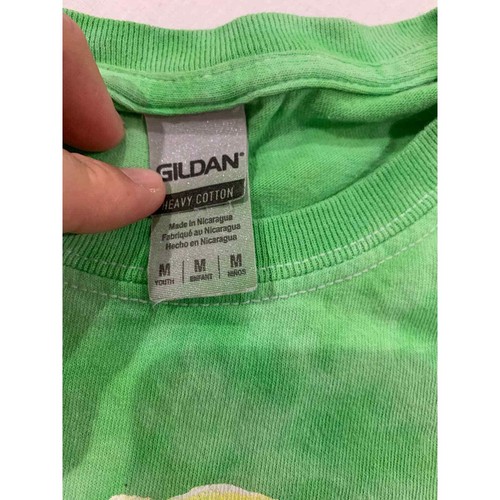 GILDAN®
HEAVY COTTON
Made in Nicaragua
Fabriqué au Nicaragua
Hecho en Nicaragua
M | M | M
YOUTH ENFANT NIÑOS